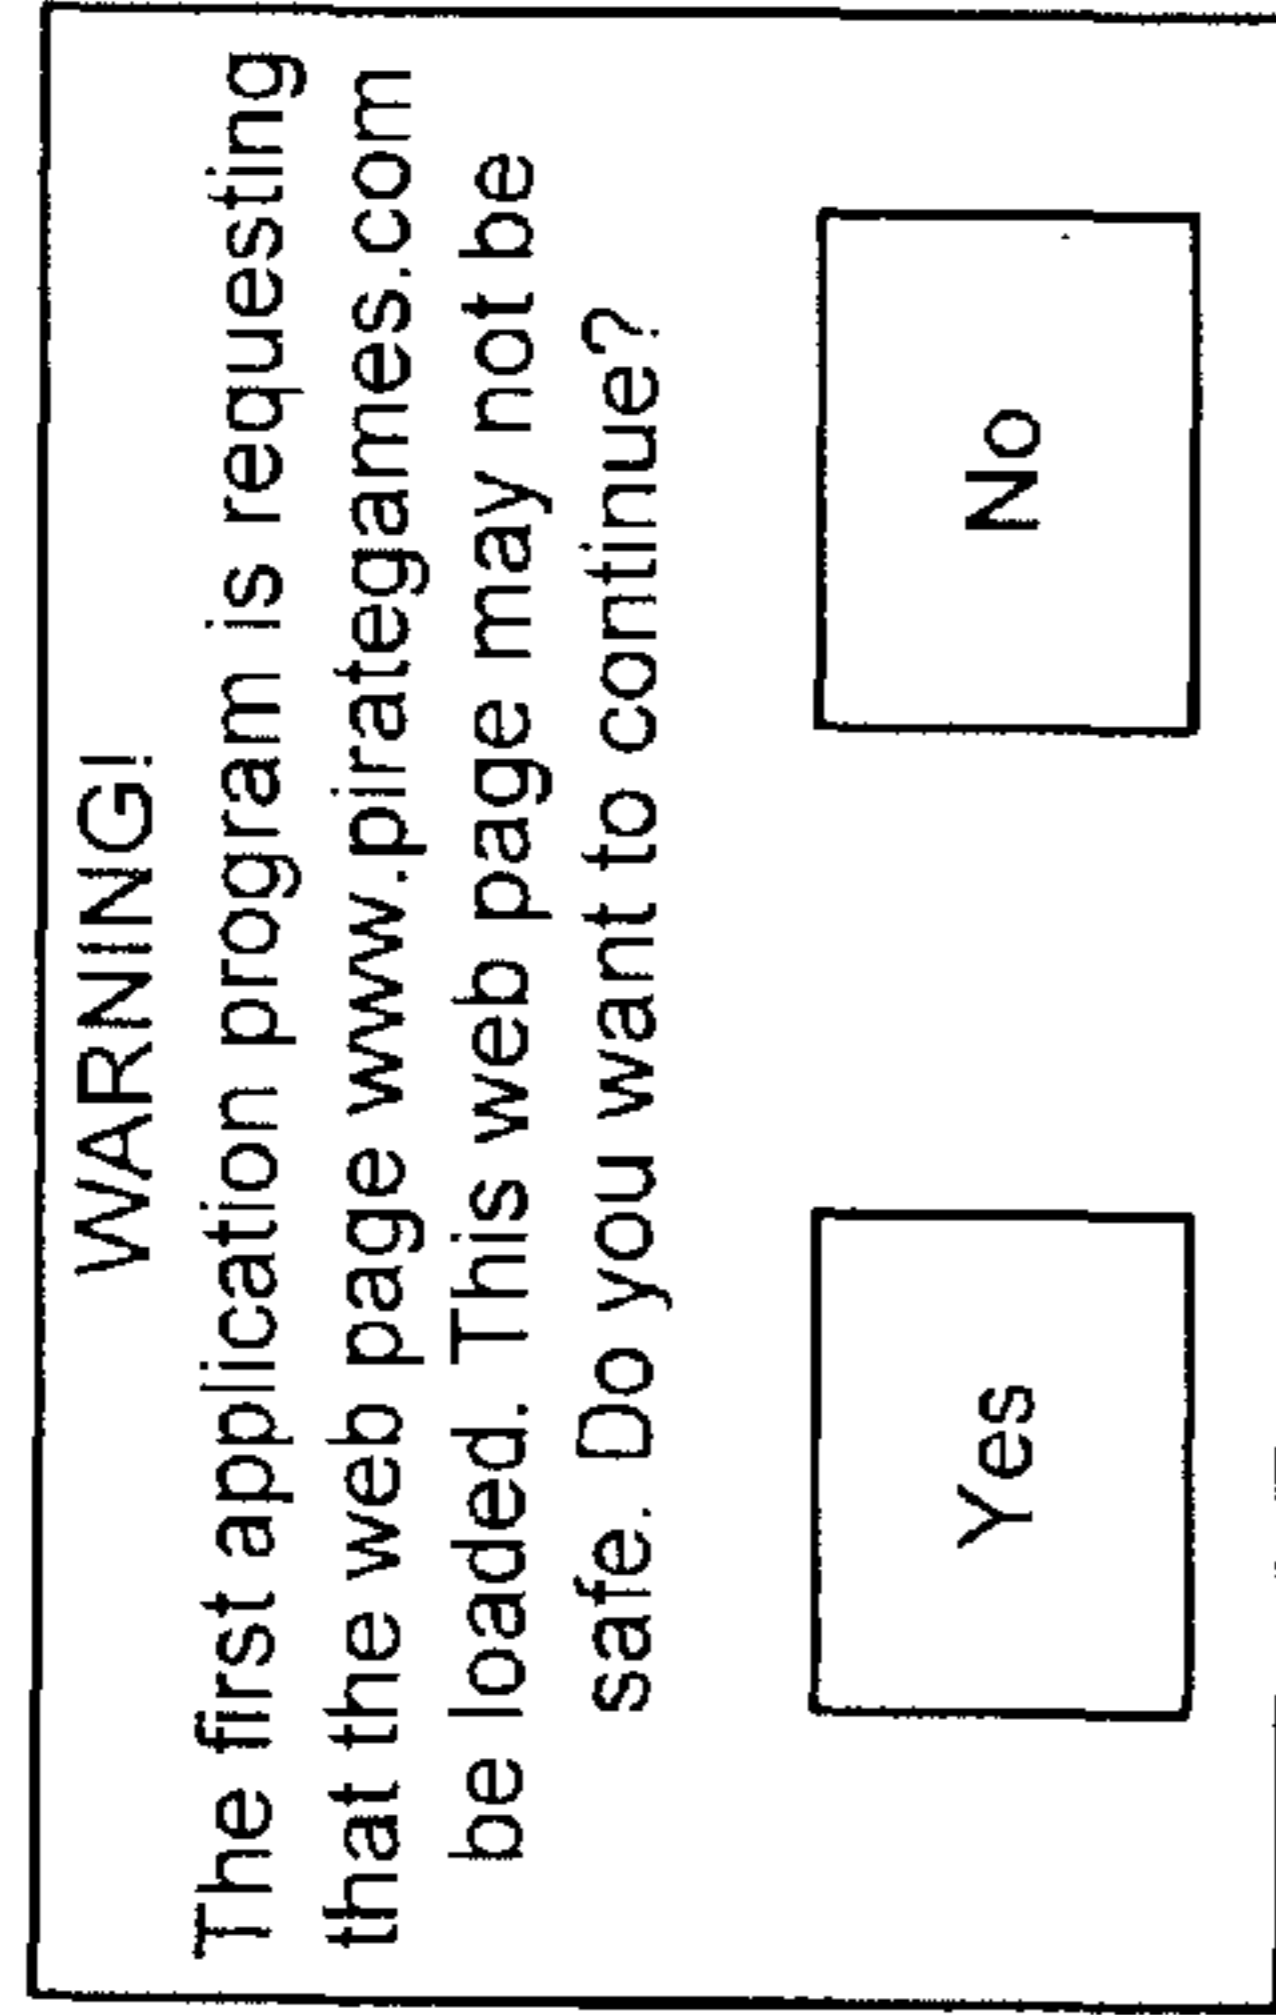 WARNING!
The first application program is requesting
that the web page www.pirategames.com
be loaded. This web page may not be
safe. Do you want to continue?
Yes
No